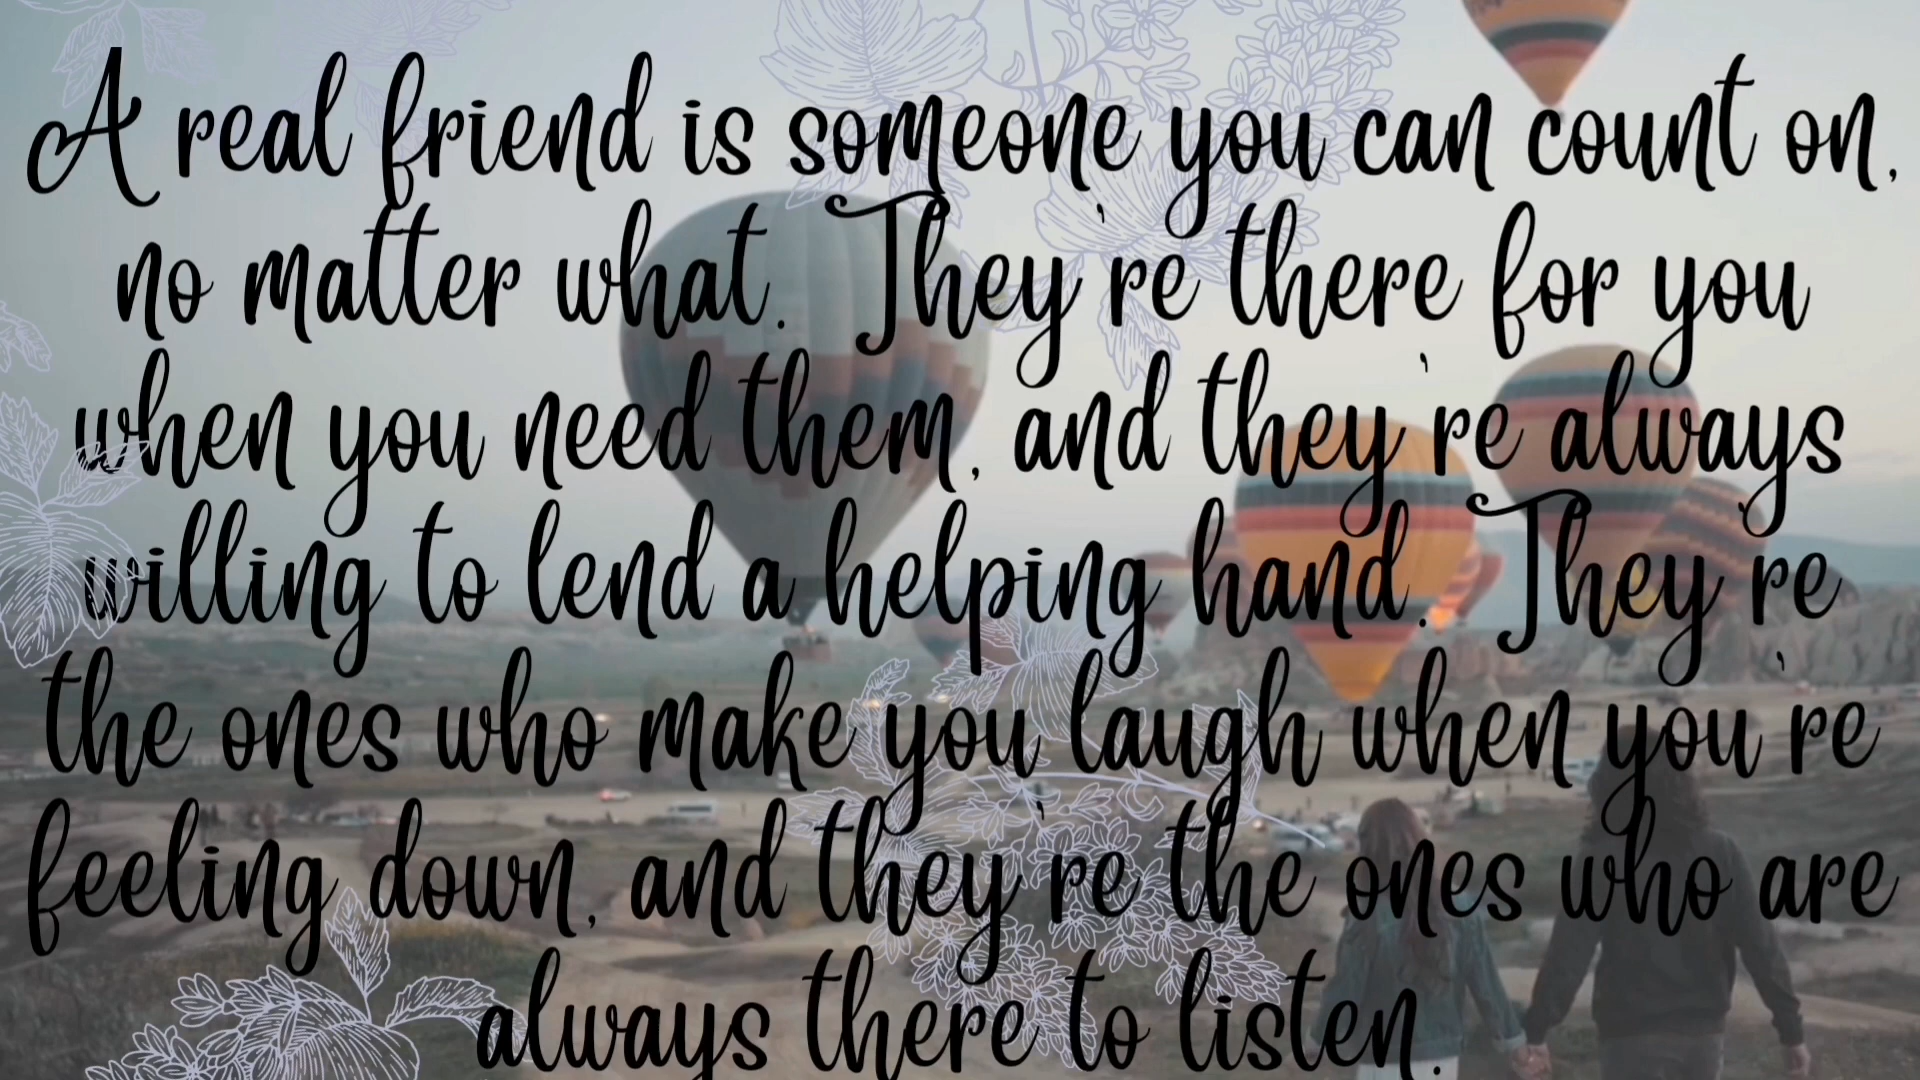 A real friend is someone you can count on,
no matter what. They're there for you
when you need them, and they're always
willing to lend a helping hand. They're
the ones who make you laugh when you're
feeling down, and they're the ones who are
always there to listen.